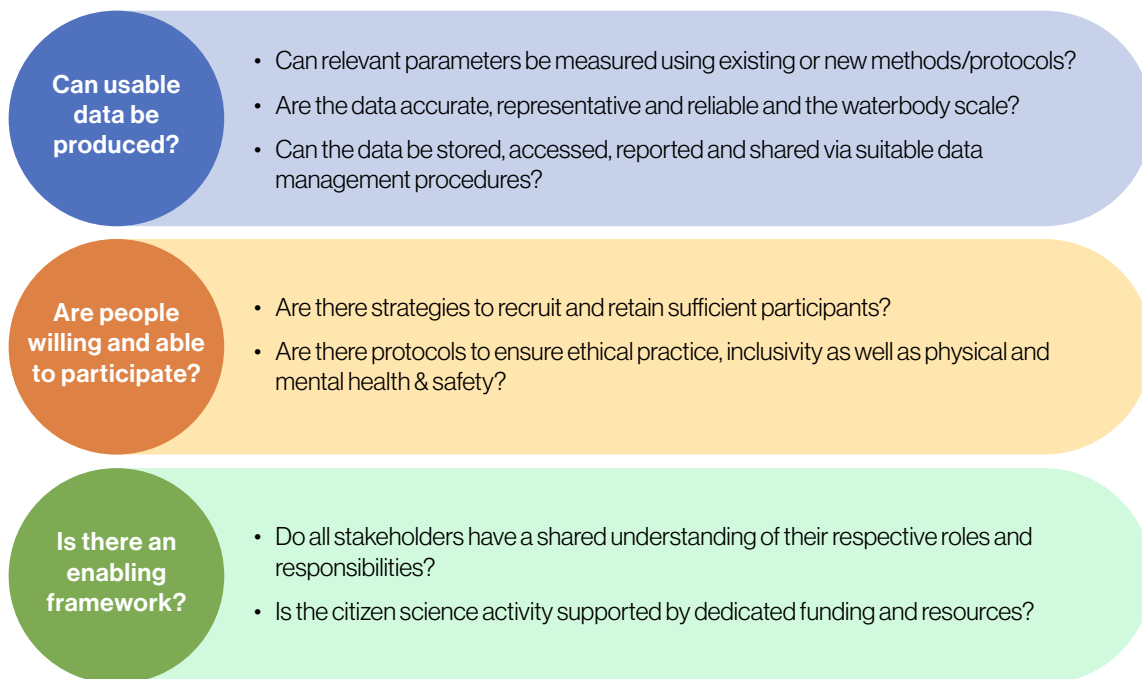 Can usable
data be
produced?
• Can relevant parameters be measured using existing or new methods/protocols?
• Are the data accurate, representative and reliable and the waterbody scale?
• Can the data be stored, accessed, reported and shared via suitable data
management procedures?
Are people
willing and able
to participate?
• Are there strategies to recruit and retain sufficient participants?
• Are there protocols to ensure ethical practice, inclusivity as well as physical and
mental health & safety?
Is there an
enabling
framework?
• Do all stakeholders have a shared understanding of their respective roles and
responsibilities?
• Is the citizen science activity supported by dedicated funding and resources?